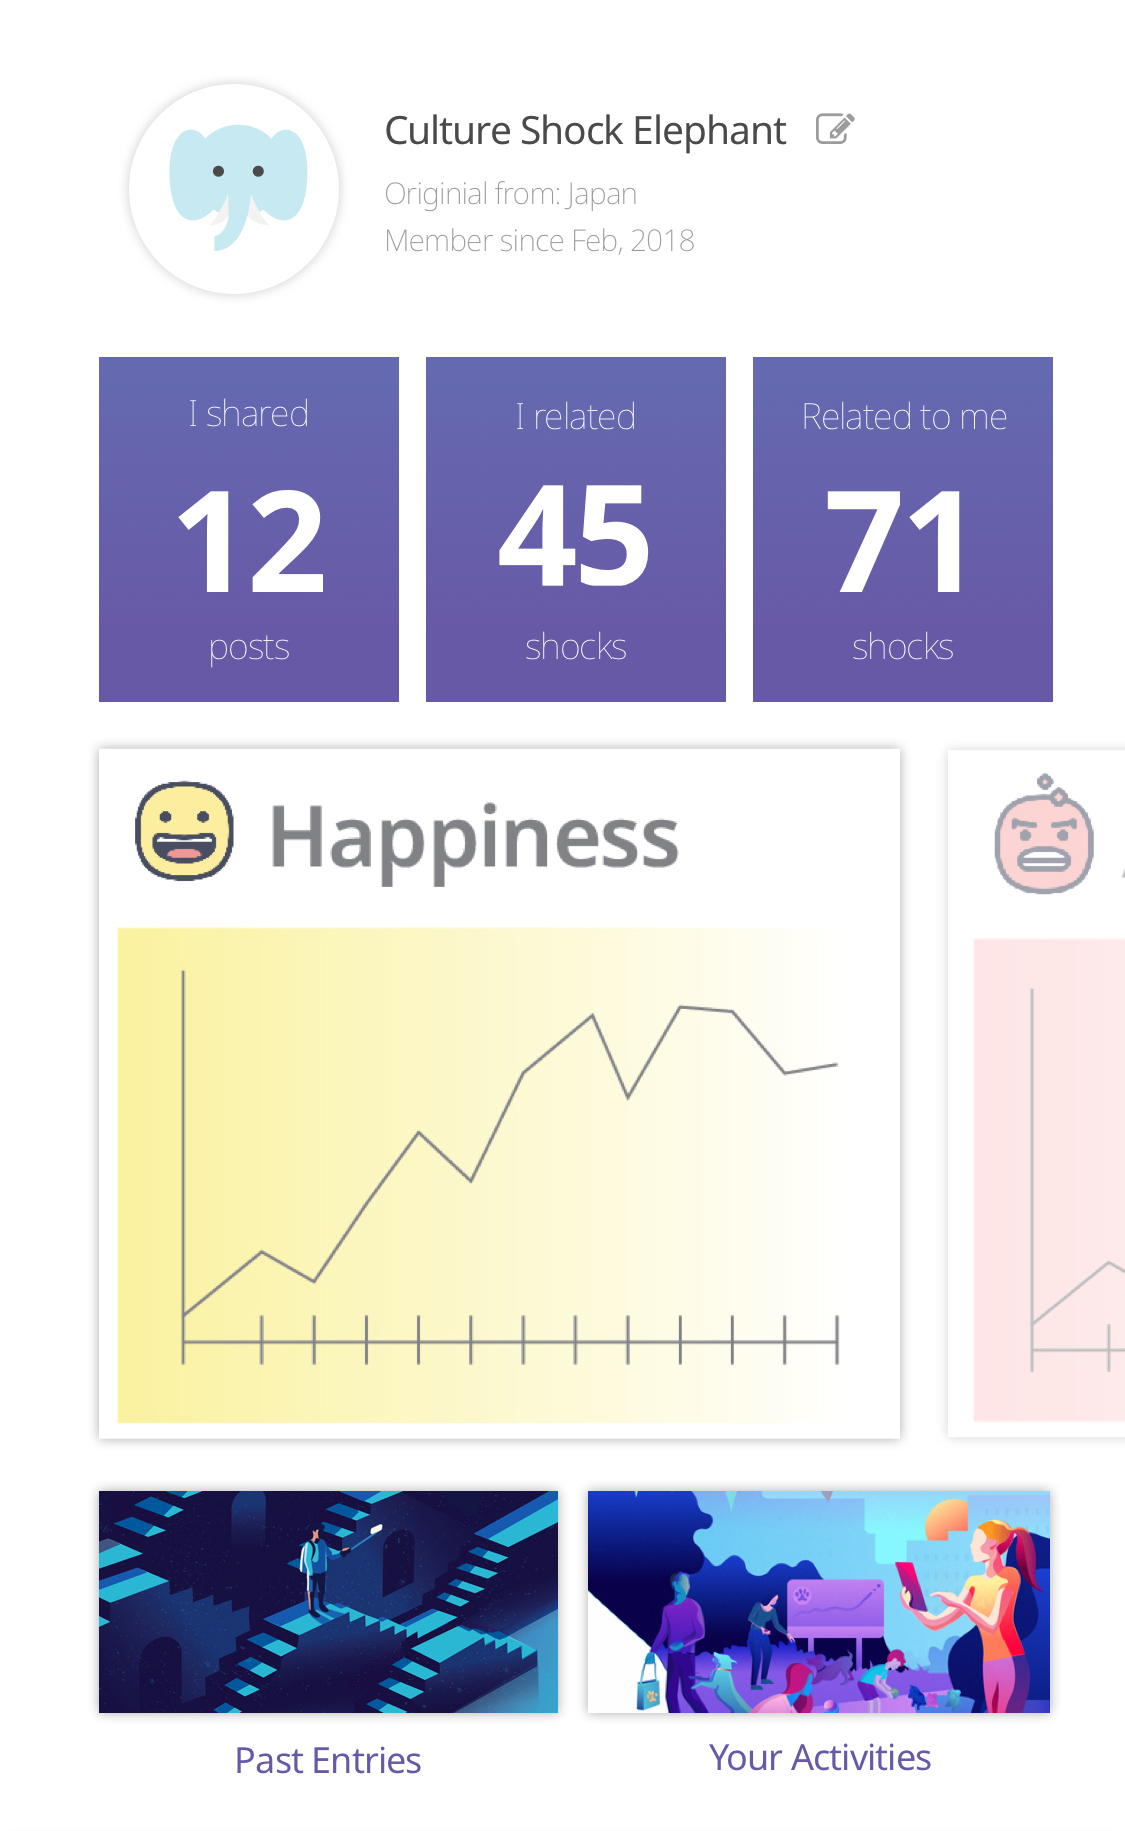 Culture Shock Elephant
Originial from: Japan
Member since Feb, 2018
I shared
12
posts
I related
45
shocks
Related to me
71
shocks
Happiness
Past Entries
Your Activities